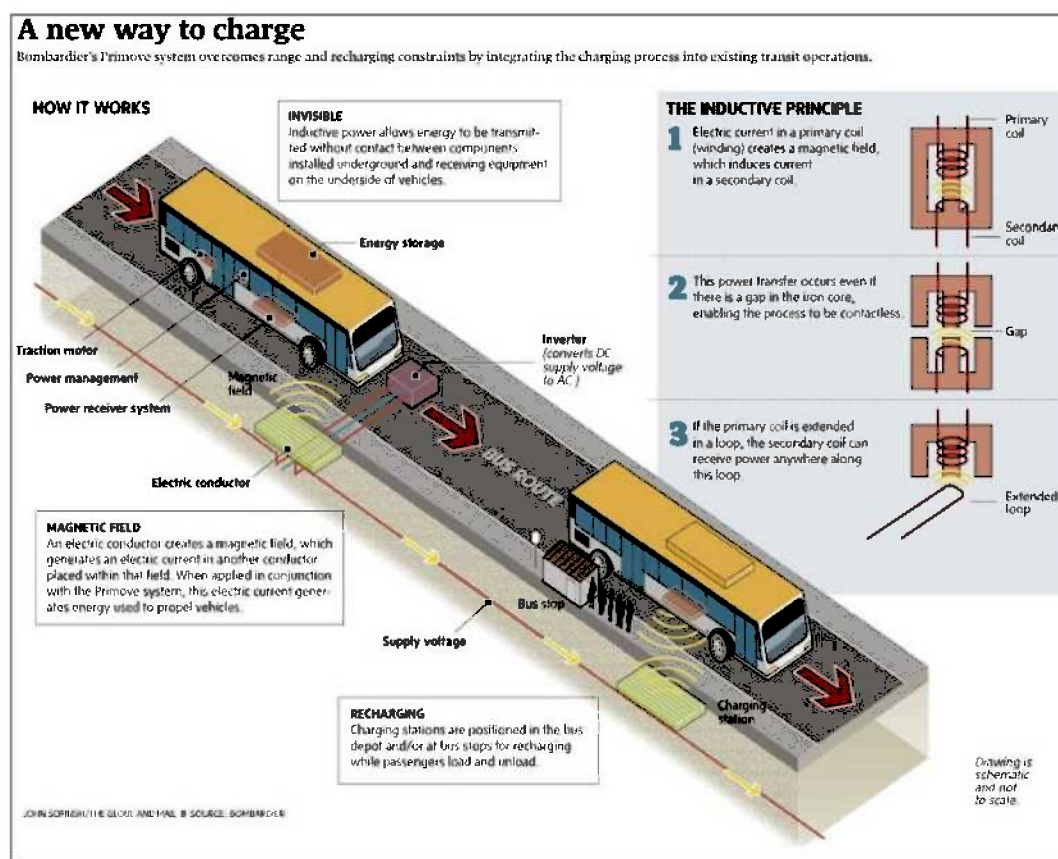 A new way to charge
Bombardier's Primove system overcomes range and recharging constraints by integrating the charging process into existing transit operations.
HOW IT WORKS
INVISIBLE
Inductive power allows energy to be transmit-
ted without contact between components
installed underground and receiving equipment
on the underside of vehicles.
Energy storage
Traction motor
Power management
Power receiver system
Magnetic
field
Inverter
(converts DC
supply voltage
to AC)
Electric conductor
BUS ROUTE
MAGNETIC FIELD
An electric conductor creates a magnetic field, which
generates an electric current in another conductor
placed within that field. When applied in conjunction
with the Primove system, this electric current gener-
ates energy used to propel vehicles.
Bus stop
Supply voltage
Charging
station
RECHARGING
Charging stations are positioned in the bus
depot and/or at bus stops for recharging
while passengers load and unload.
THE INDUCTIVE PRINCIPLE
1 Electric current in a primary coil
(winding) creates a magnetic field,
which induces current
in a secondary coil.
Primary
coil
Secondary
coil
2 This power transfer occurs even if
there is a gap in the iron core,
enabling the process to be contactless.
Gap
3 If the primary coil is extended
in a loop, the secondary coil can
receive power anywhere along
this loop.
Extended
loop
Drawing is
schematic
and not
to scale.
JOHN SOPINSKI/THE GLOBE AND MAIL SOURCE: BOMBARDIER